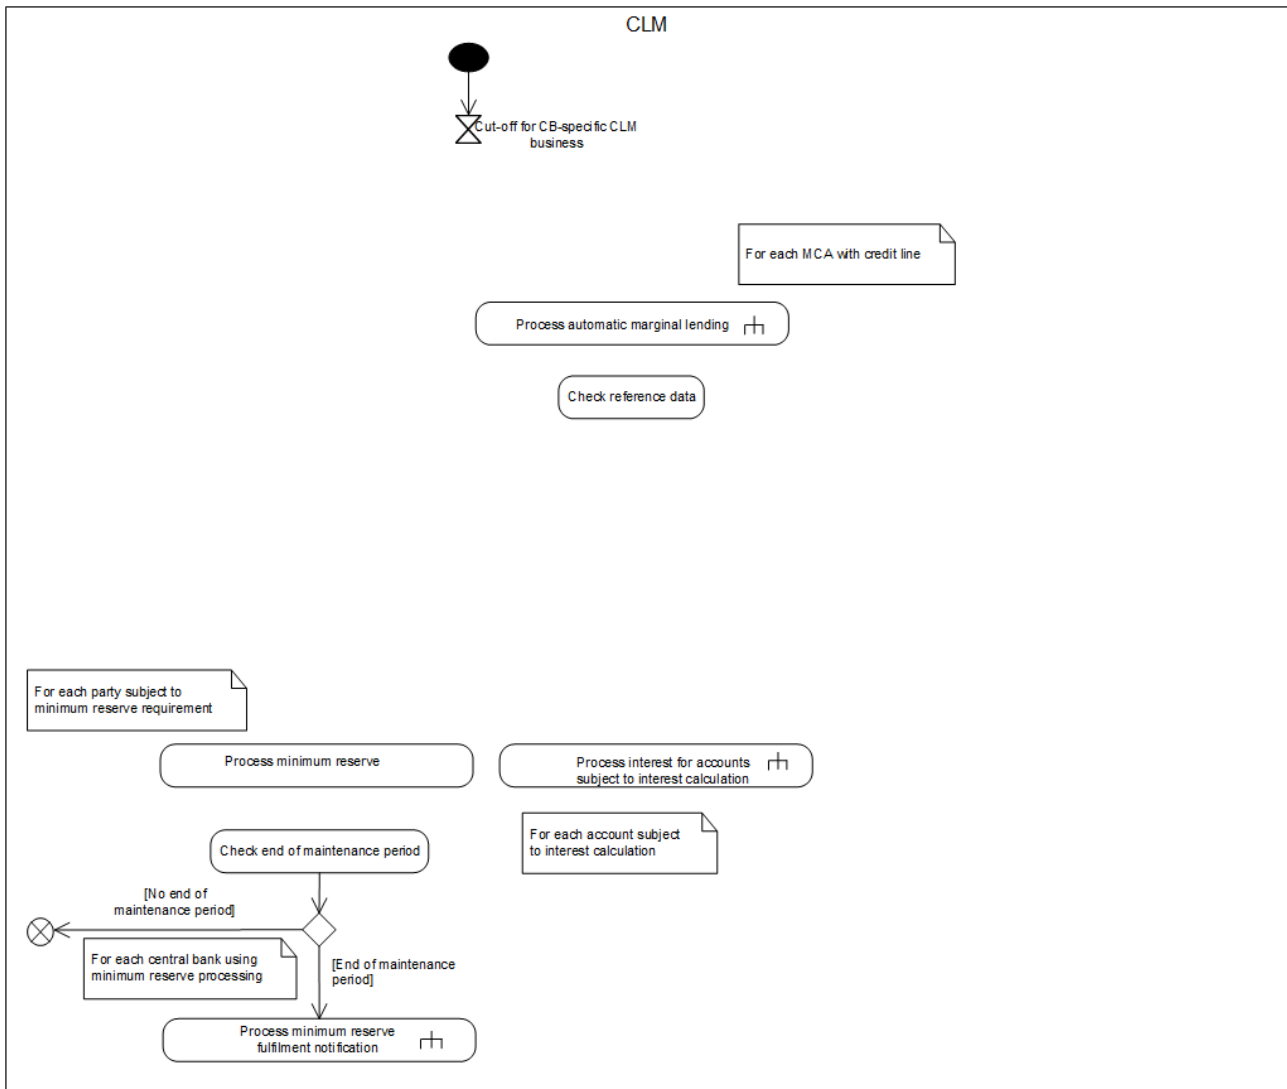 CLM
Cut-off for CB-specific CLM
business
For each MCA with credit line
Process automatic marginal lending
Check reference data
For each party subject to
minimum reserve requirement
Process minimum reserve
Process interest for accounts
subject to interest calculation
For each account subject
to interest calculation
Check end of maintenance period
[No end of
maintenance period]
For each central bank using
minimum reserve processing
[End of maintenance
period]
Process minimum reserve
fulfilment notification